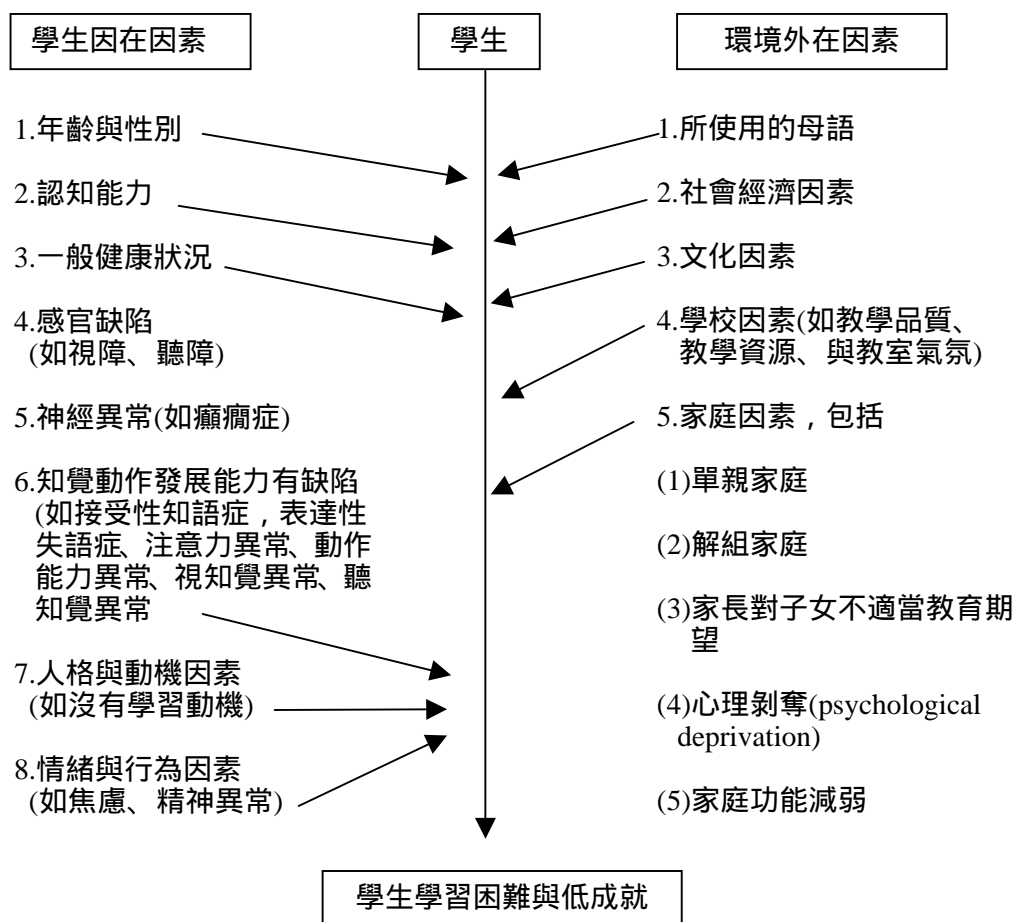 學生因在因素
學生
環境外在因素
1.年齡與性別
2.認知能力
3.一般健康狀況
4.感官缺陷
(如視障、聽障)
5.神經異常(如癲癇症)
6.知覺動作發展能力有缺陷
(如接受性知語症，表達性
失語症、注意力異常、動作
能力異常、視知覺異常、聽
知覺異常
7.人格與動機因素
(如沒有學習動機)
8.情緒與行為因素
(如焦慮、精神異常)
1.所使用的母語
2.社會經濟因素
3.文化因素
4.學校因素(如教學品質、
教學資源、與教室氣氛)
5.家庭因素，包括
(1)單親家庭
(2)解組家庭
(3)家長對子女不適當教育期
望
(4)心理剝奪(psychological
deprivation)
(5)家庭功能減弱
學生學習困難與低成就